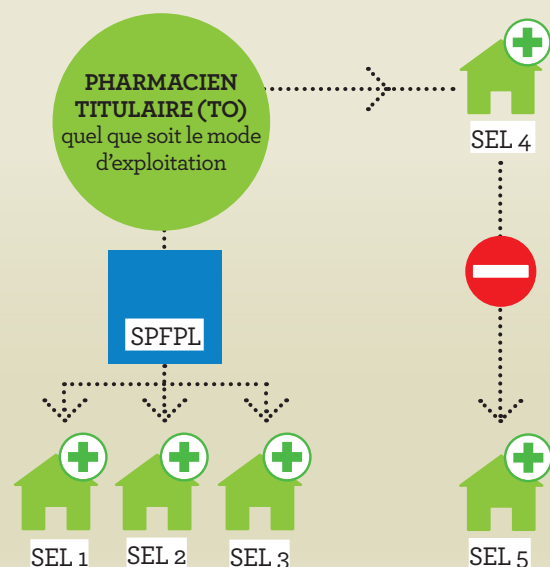 PHARMACIEN
TITULAIRE (TO)
quel que soit le mode
d'exploitation
SEL 4
SPFPL
SEL 1
SEL 2
SEL 3
SEL 5